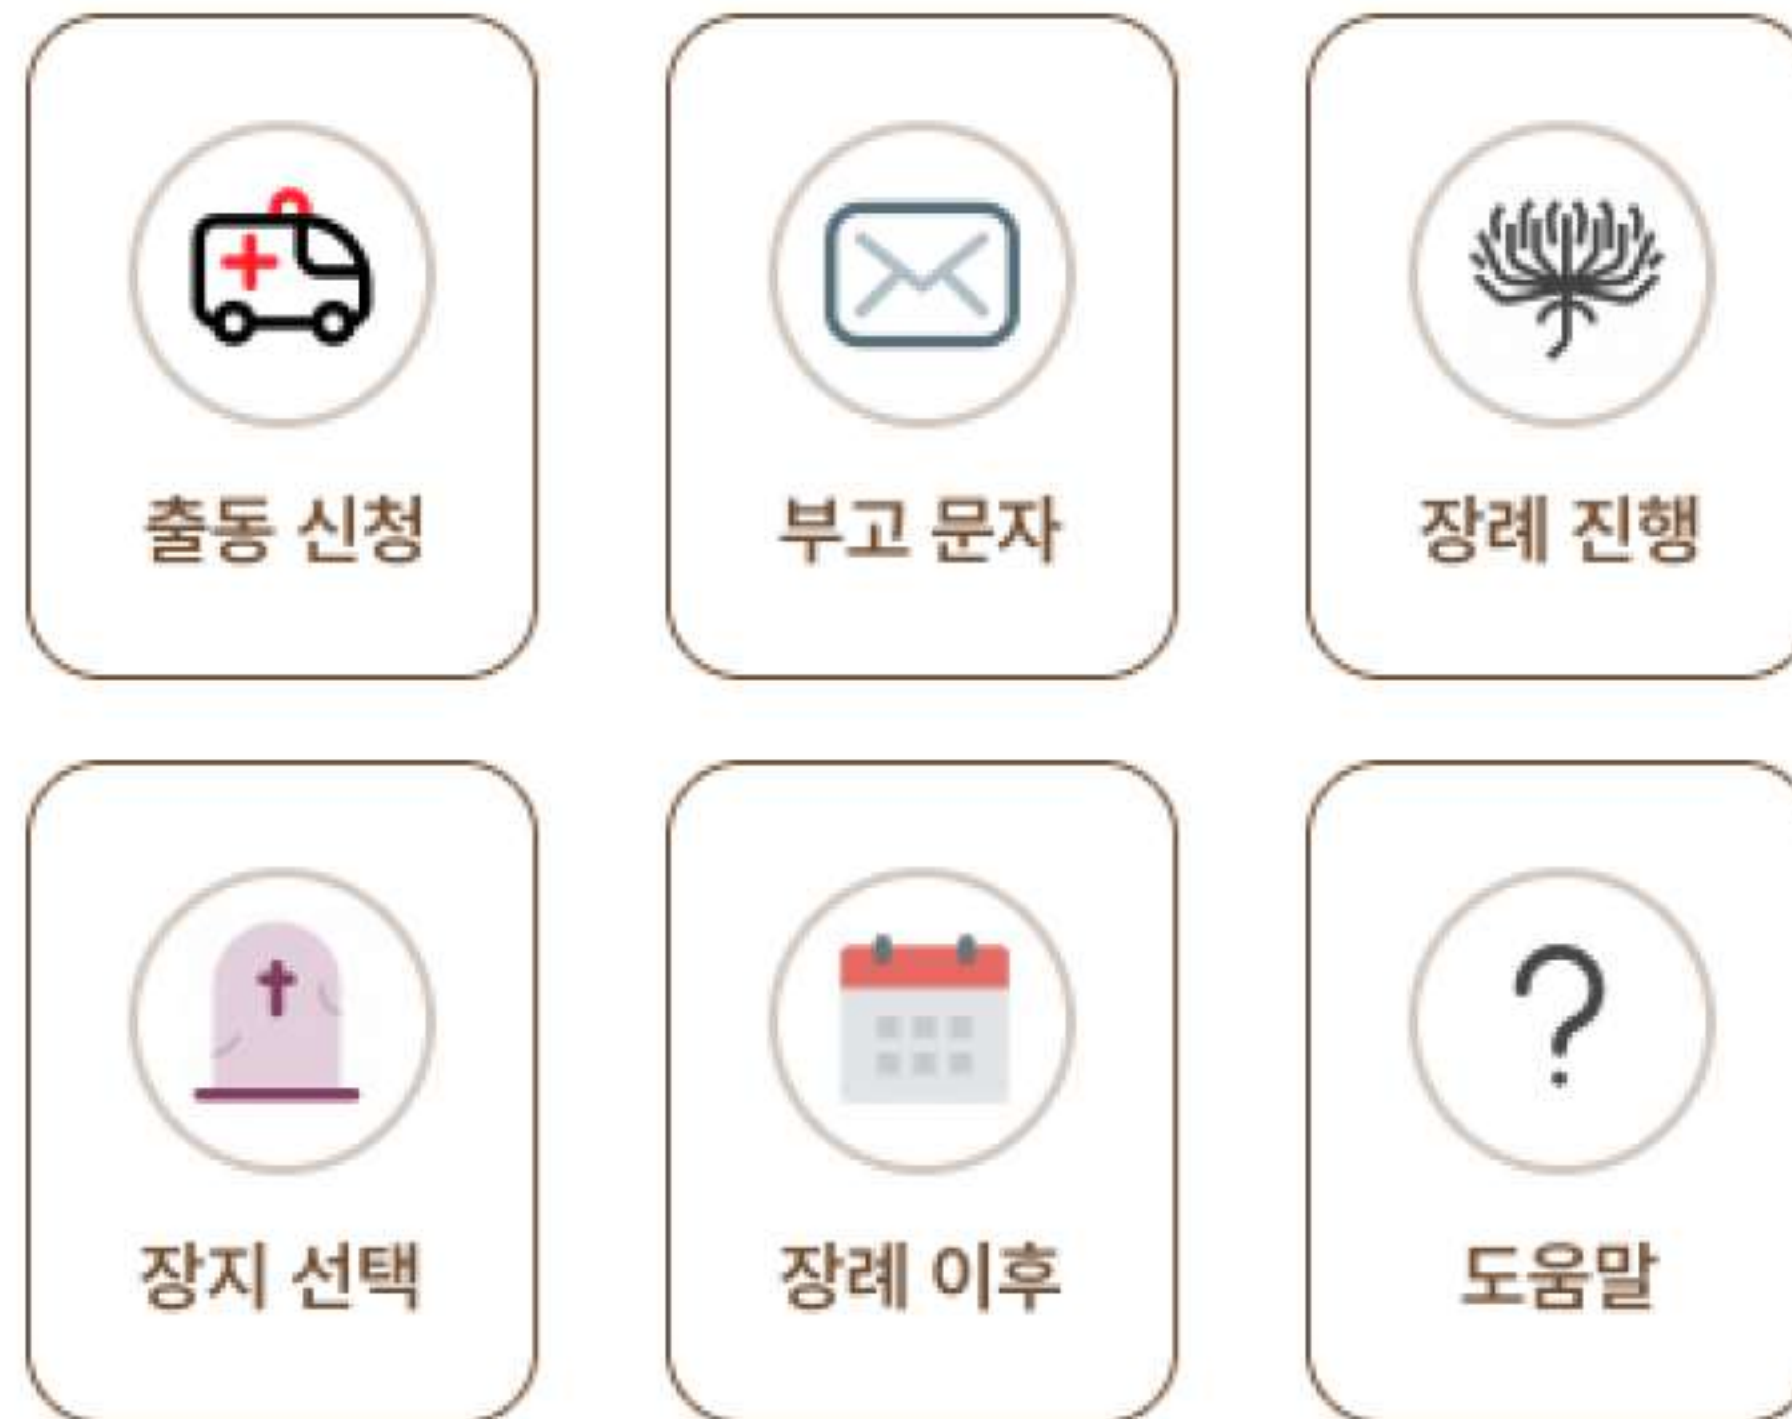 출동 신청
부고 문자
장례 진행
장지 선택
장례 이후
도움말